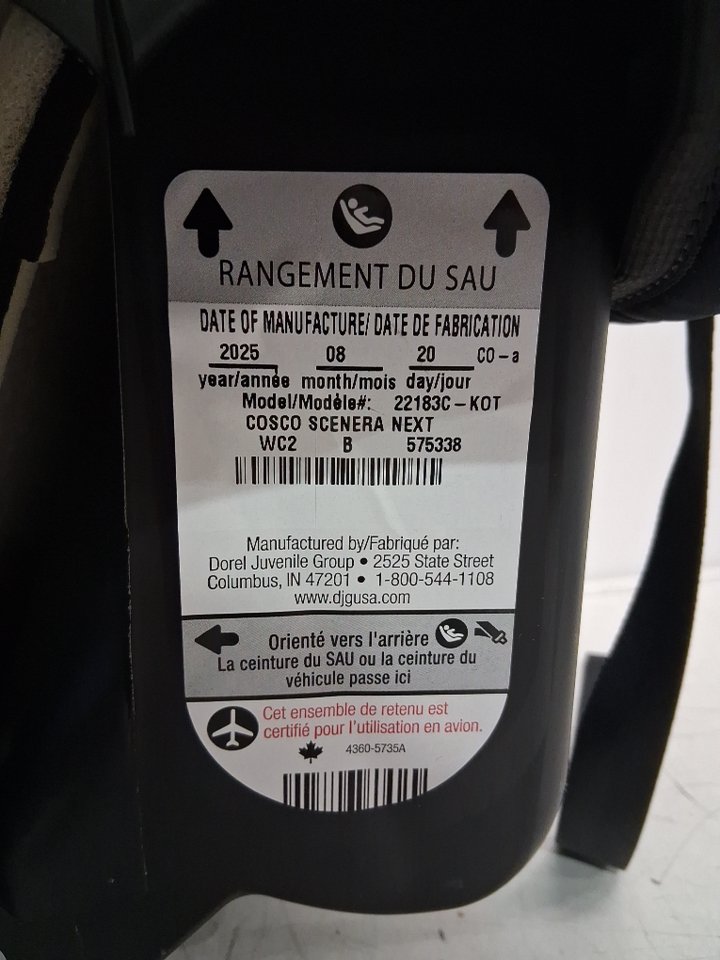 RANGEMENT DU SAU
DATE OF MANUFACTURE/ DATE DE FABRICATION
2025 08 20 CO-a
year/année month/mois day/jour
Model/Modèle#: 22183C-KOT
COSCO SCENERA NEXT
WC2 B 575338
Manufactured by/Fabriqué par:
Dorel Juvenile Group • 2525 State Street
Columbus, IN 47201 • 1-800-544-1108
www.djgusa.com
Orienté vers l'arrière
La ceinture du SAU ou la ceinture du
véhicule passe ici
Cet ensemble de retenu est
certifié pour l'utilisation en avion.
4360-5735A